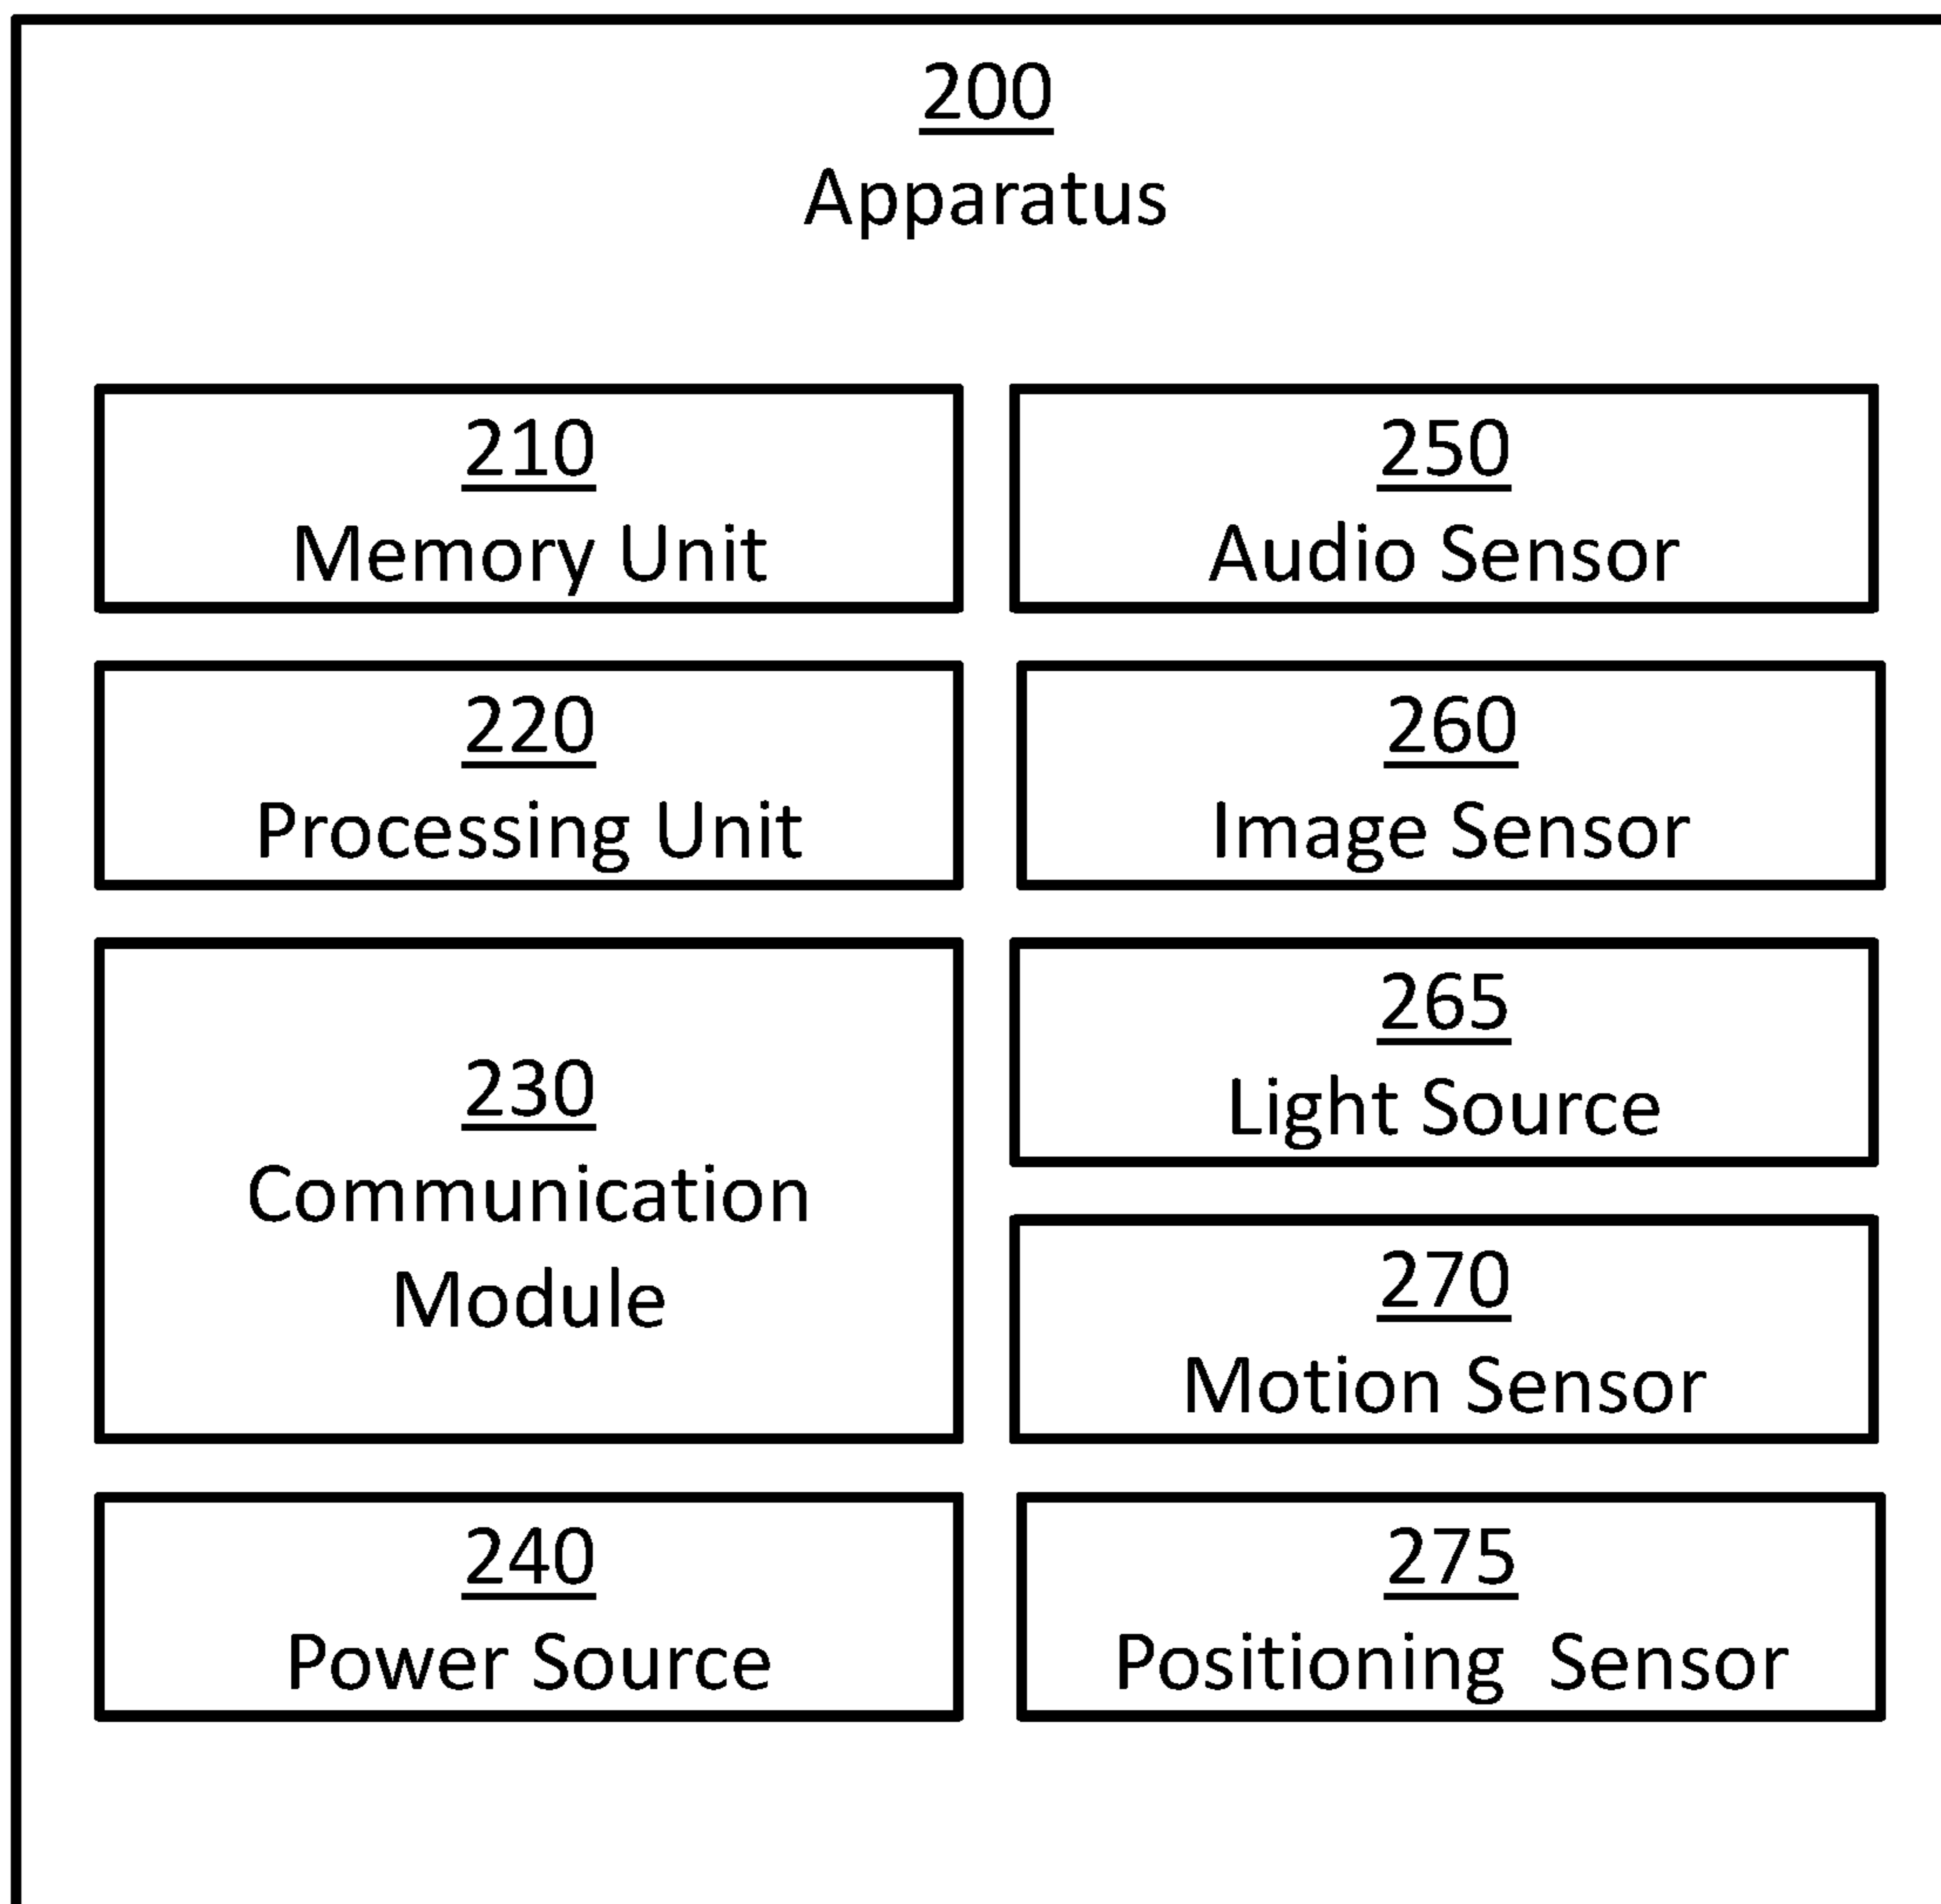 200
Apparatus
210
Memory Unit
220
Processing Unit
230
Communication
Module
240
Power Source
250
Audio Sensor
260
Image Sensor
265
Light Source
270
Motion Sensor
275
Positioning  Sensor